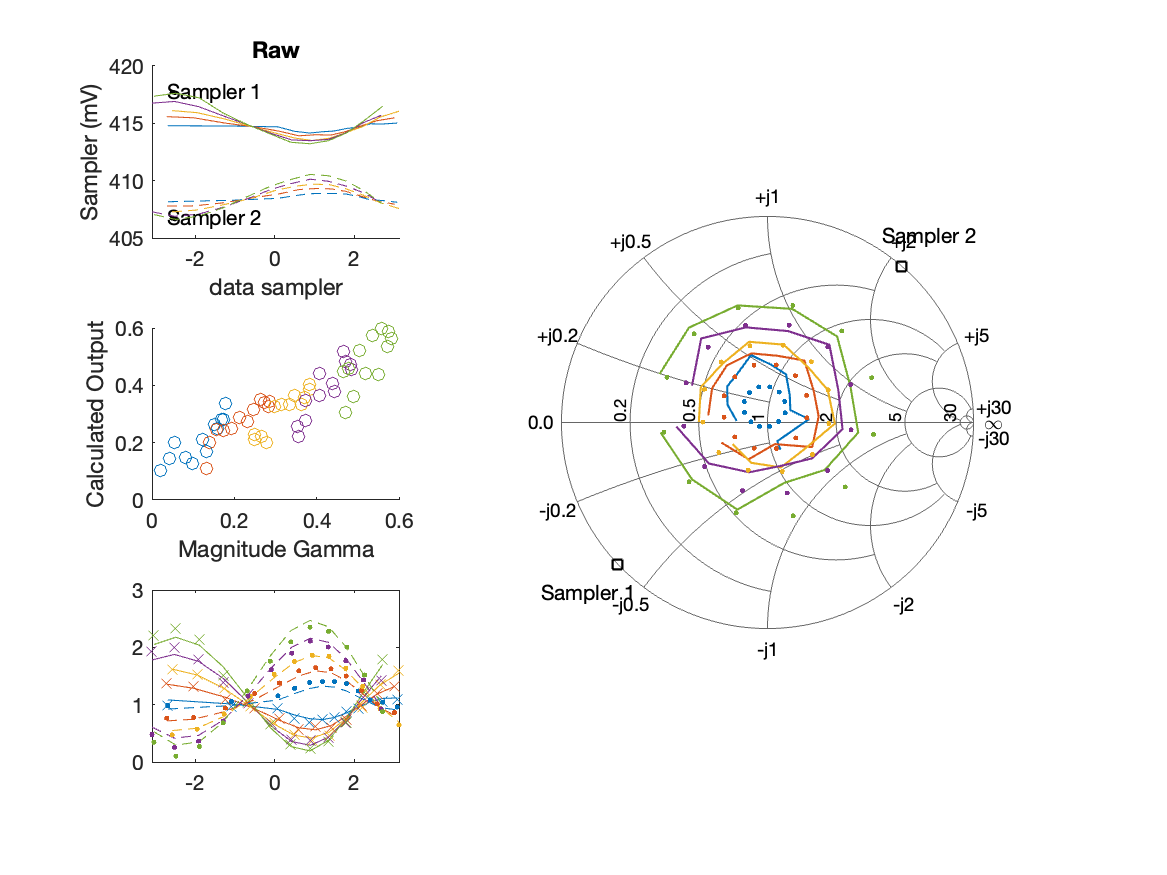 Raw
420
415
410
405
Sampler (mV)
Sampler 1
Sampler 2
-2
0
2
data sampler
0.6
0.4
0.2
0
Calculated Output
0
0.2
0.4
0.6
Magnitude Gamma
3
2
1
0
-2
0
2
+j1
+j0.5
Sampler 2
+j2
+j0.2
+j5
0.0
0.2
0.5
1
2
5
30
+j30
∞
-j30
-j0.2
-j5
Sampler 1
-j0.5
-j2
-j1